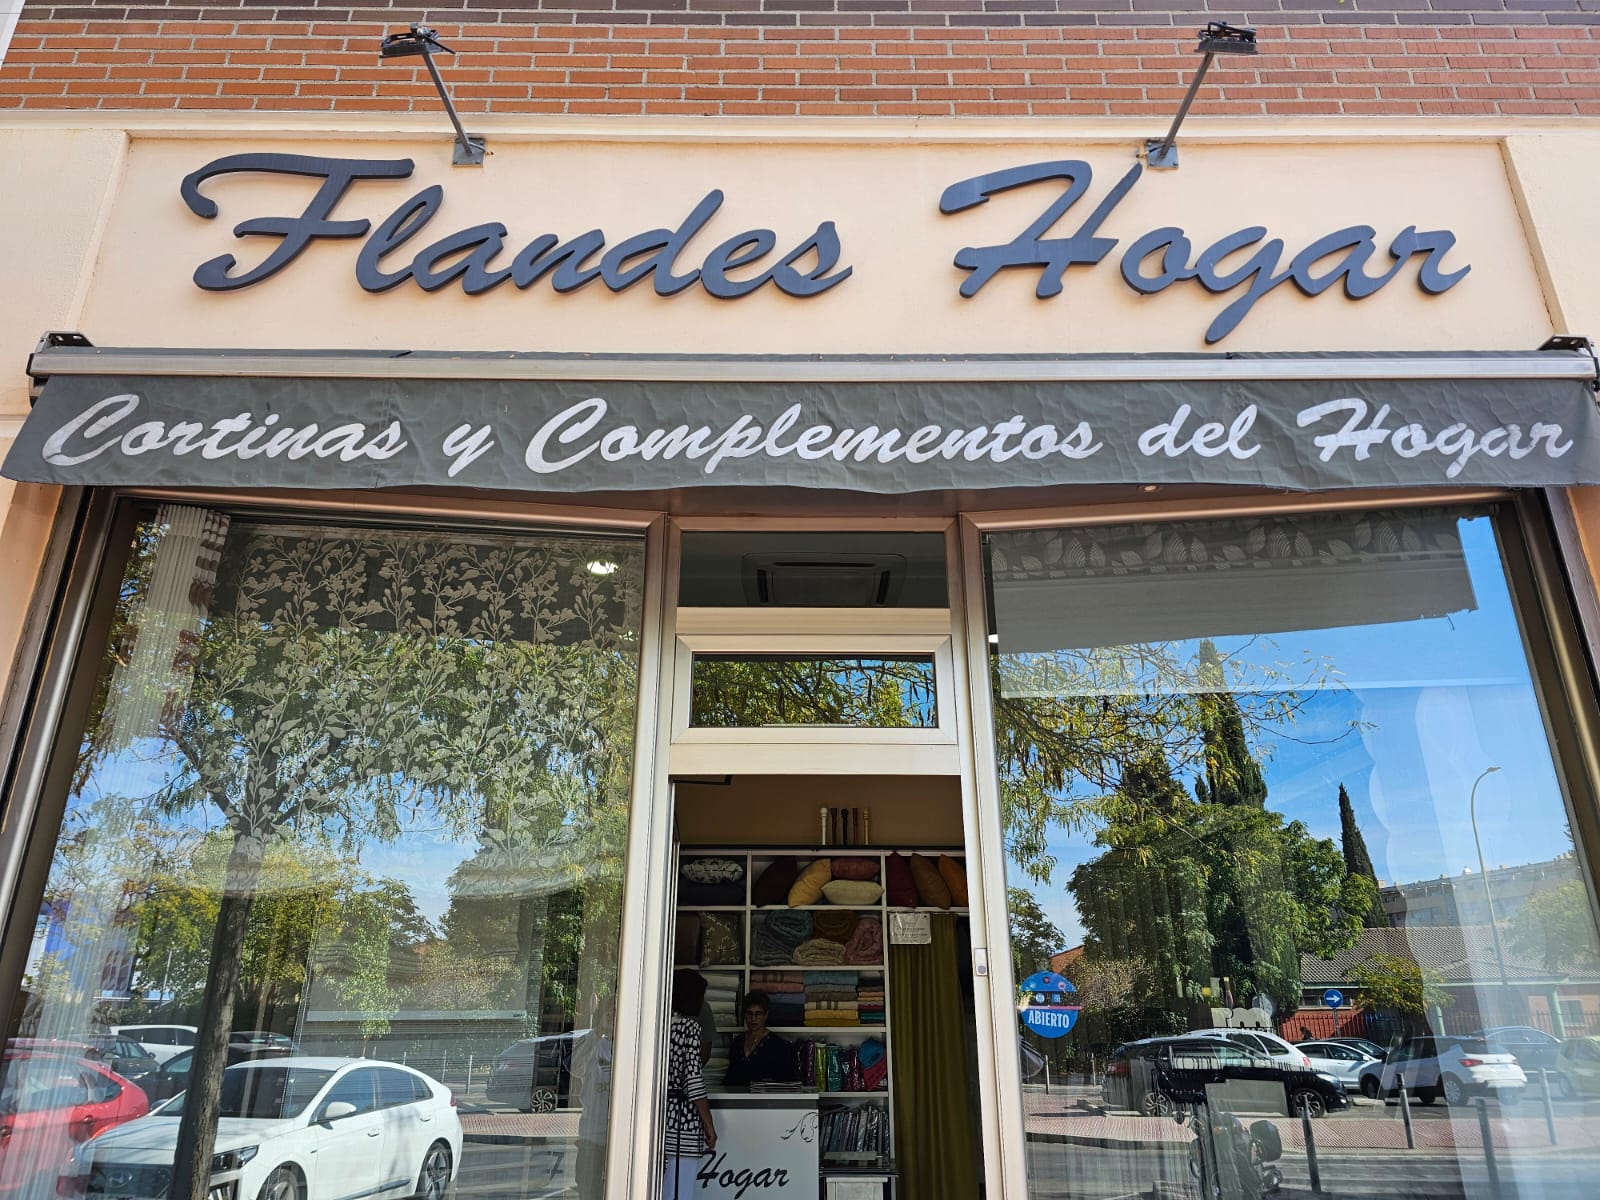 Flandes Hogar
Cortinas y Complementos del Hogar
ABIERTO
Hogar